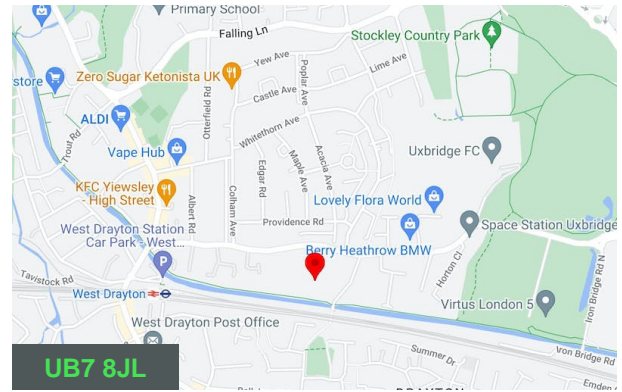 Primary School
Falling Ln
Stockley Country Park
Yew Ave
Zero Sugar Ketonista UK
Poplar Ave
Lime Ave
store
Castle Ave
Otterfield Rd
ALDI
Whitethorn Ave
Trout Rd
Vape Hub
Uxbridge FC
Edgar Rd
Maple Ave
Acacia Ave
KFC Yiewsley
- High Street
Albert Rd
Colham Ave
Lovely Flora World
Providence Rd
West Drayton Station
Car Park - West...
Space Station Uxbridge
Berry Heathrow BMW
P
Horton Cl
Iron Bridge Rd N
Tavistock Rd
West Drayton
Virtus London 5
West Drayton Post Office
Summer Dr
Von Bridge Rd
UB7 8JL
Emden
DRAYTON